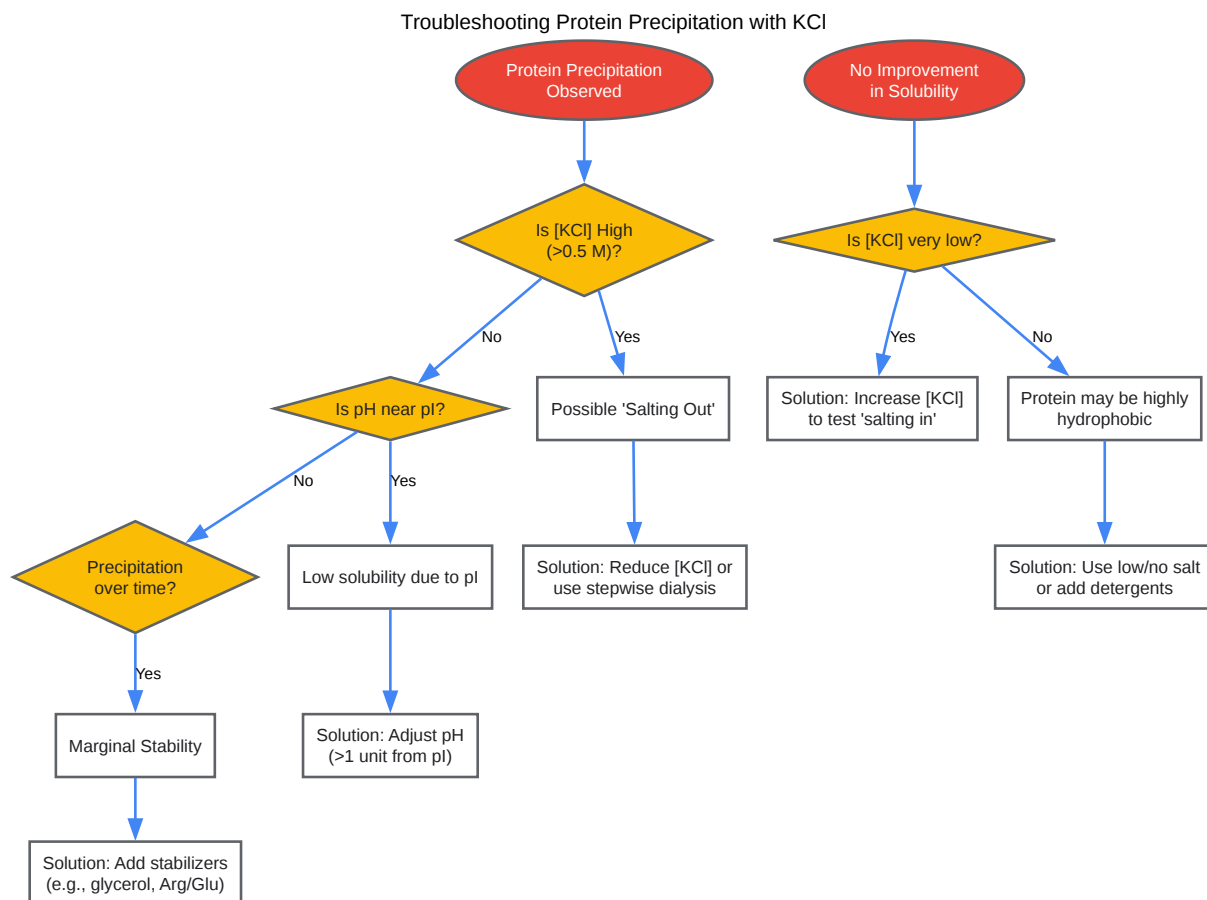 Troubleshooting Protein Precipitation with KCl
Protein Precipitation
Observed
No Improvement
in Solubility
Is [KCl] High
(>0.5 M)?
Is [KCl] very low?
No
Yes
Yes
No
Is pH near pI?
Possible 'Salting Out'
Solution: Increase [KCl]
to test 'salting in'
Protein may be highly
hydrophobic
No
Yes
Precipitation
over time?
Low solubility due to pI
Solution: Reduce [KCl] or
use stepwise dialysis
Solution: Use low/no salt
or add detergents
Yes
Marginal Stability
Solution: Adjust pH
(>1 unit from pI)
Solution: Add stabilizers
(e.g., glycerol, Arg/Glu)